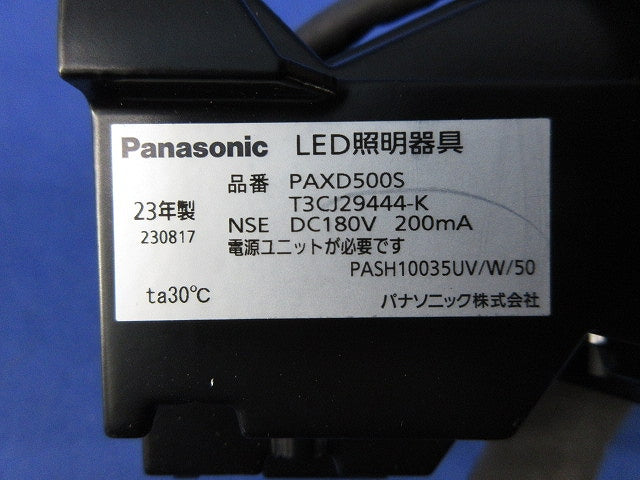 Panasonic LED照明器具
品番 PAXD500S
T3CJ29444-K
23年製
230817
NSE DC180V 200mA
電源ユニットが必要です
PASH10035UV/W/50
ta30℃
パナソニック株式会社